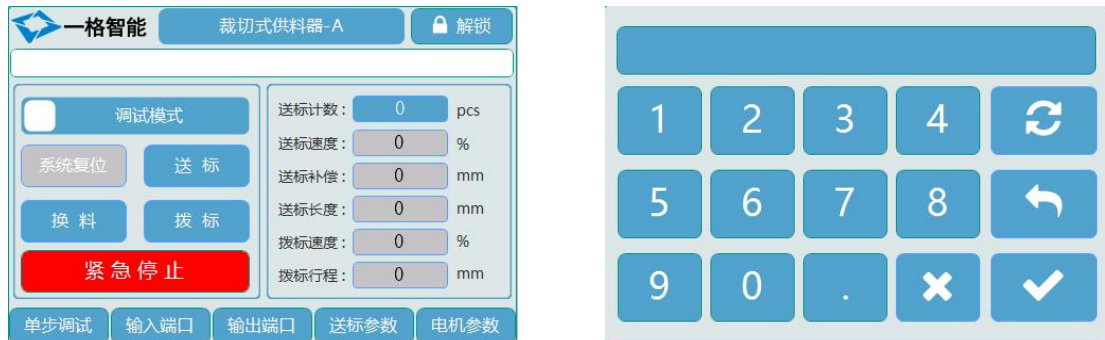 一格智能 裁切式供料器-A 解锁
调试模式
系统复位 送 标
换 料 拨 标
紧 急 停 止
送标计数： 0 pcs
送标速度： 0 %
送标补偿： 0 mm
送标长度： 0 mm
拨标速度： 0 %
拨标行程： 0 mm
单步调试 输入端口 输出端口 送标参数 电机参数
1 2 3 4
5 6 7 8
9 0 .